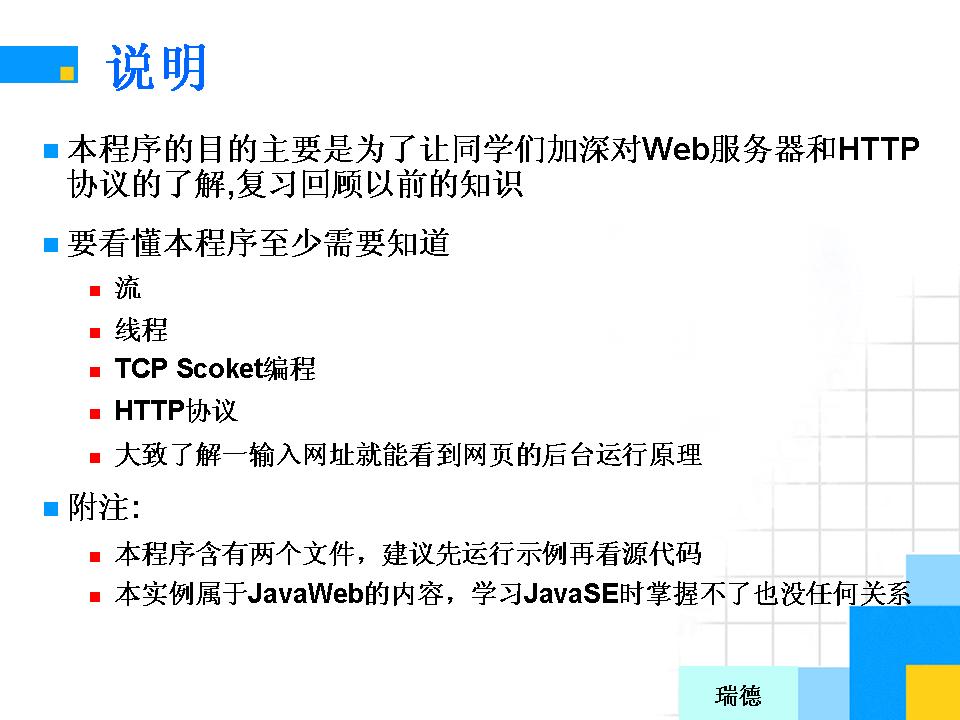 说明
本程序的目的主要是为了让同学们加深对Web服务器和HTTP
协议的了解,复习回顾以前的知识
要看懂本程序至少需要知道
流
线程
TCP Scoket编程
HTTP协议
大致了解一输入网址就能看到网页的后台运行原理
附注:
本程序含有两个文件，建议先运行示例再看源代码
本实例属于JavaWeb的内容，学习JavaSE时掌握不了也没任何关系
瑞德